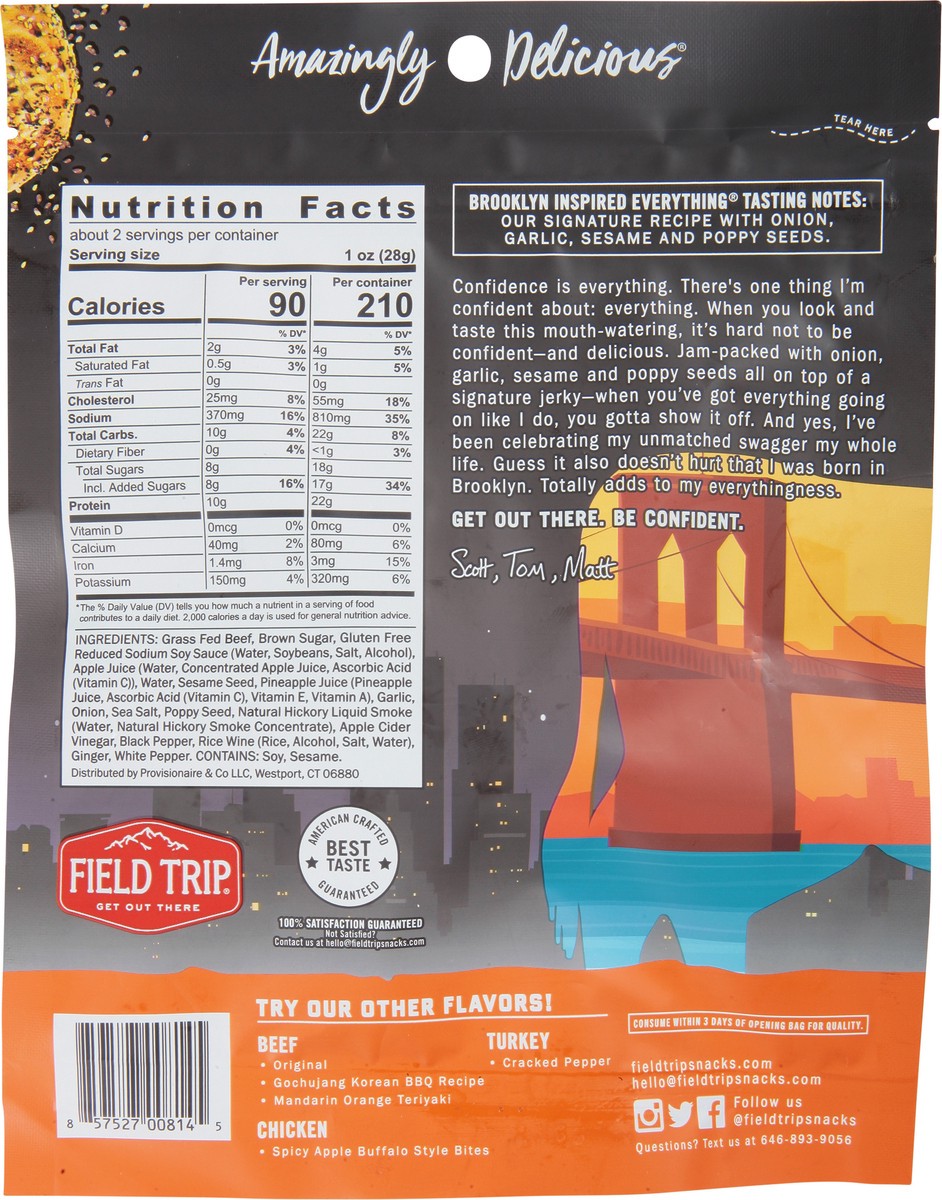 Amazingly Delicious®
TEAR HERE
Nutrition Facts
about 2 servings per container
Serving size 1 oz (28g)
Per serving Per container
Calories 90 210
% DV* % DV*
Total Fat 2g 3% 4g 5%
Saturated Fat 0.5g 3% 1g 5%
Trans Fat 0g 0g
Cholesterol 25mg 8% 55mg 18%
Sodium 370mg 16% 810mg 35%
Total Carbs. 10g 4% 22g 8%
Dietary Fiber 0g 4% <1g 3%
Total Sugars 8g 18g
Incl. Added Sugars 8g 16% 17g 34%
Protein 10g 22g
Vitamin D 0mcg 0% 0mcg 0%
Calcium 40mg 2% 80mg 6%
Iron 1.4mg 8% 3mg 15%
Potassium 150mg 4% 320mg 6%
*The % Daily Value (DV) tells you how much a nutrient in a serving of food
contributes to a daily diet. 2,000 calories a day is used for general nutrition advice.
INGREDIENTS: Grass Fed Beef, Brown Sugar, Gluten Free
Reduced Sodium Soy Sauce (Water, Soybeans, Salt, Alcohol),
Apple Juice (Water, Concentrated Apple Juice, Ascorbic Acid
(Vitamin C)), Water, Sesame Seed, Pineapple Juice (Pineapple
Juice, Ascorbic Acid (Vitamin C), Vitamin E, Vitamin A), Garlic,
Onion, Sea Salt, Poppy Seed, Natural Hickory Liquid Smoke
(Water, Natural Hickory Smoke Concentrate), Apple Cider
Vinegar, Black Pepper, Rice Wine (Rice, Alcohol, Salt, Water),
Ginger, White Pepper. CONTAINS: Soy, Sesame.
Distributed by Provisionaire & Co LLC, Westport, CT 06880
BROOKLYN INSPIRED EVERYTHING® TASTING NOTES:
OUR SIGNATURE RECIPE WITH ONION,
GARLIC, SESAME AND POPPY SEEDS.
Confidence is everything. There's one thing I'm
confident about: everything. When you look and
taste this mouth-watering, it's hard not to be
confident—and delicious. Jam-packed with onion,
garlic, sesame and poppy seeds all on top of a
signature jerky—when you've got everything going
on like I do, you gotta show it off. And yes, I've
been celebrating my unmatched swagger my whole
life. Guess it also doesn't hurt that I was born in
Brooklyn. Totally adds to my everythingness.
GET OUT THERE. BE CONFIDENT.
Scott, Tom, Matt
FIELD TRIP®
GET OUT THERE
AMERICAN CRAFTED
BEST
TASTE
GUARANTEED
100% SATISFACTION GUARANTEED
Not Satisfied?
Contact us at hello@fieldtripsnacks.com
TRY OUR OTHER FLAVORS!
BEEF
• Original
• Gochujang Korean BBQ Recipe
• Mandarin Orange Teriyaki
CHICKEN
• Spicy Apple Buffalo Style Bites
TURKEY
• Cracked Pepper
CONSUME WITHIN 3 DAYS OF OPENING BAG FOR QUALITY.
fieldtripsnacks.com
hello@fieldtripsnacks.com
Follow us
@fieldtripsnacks
Questions? Text us at 646-893-9056
8 57527 00814 5